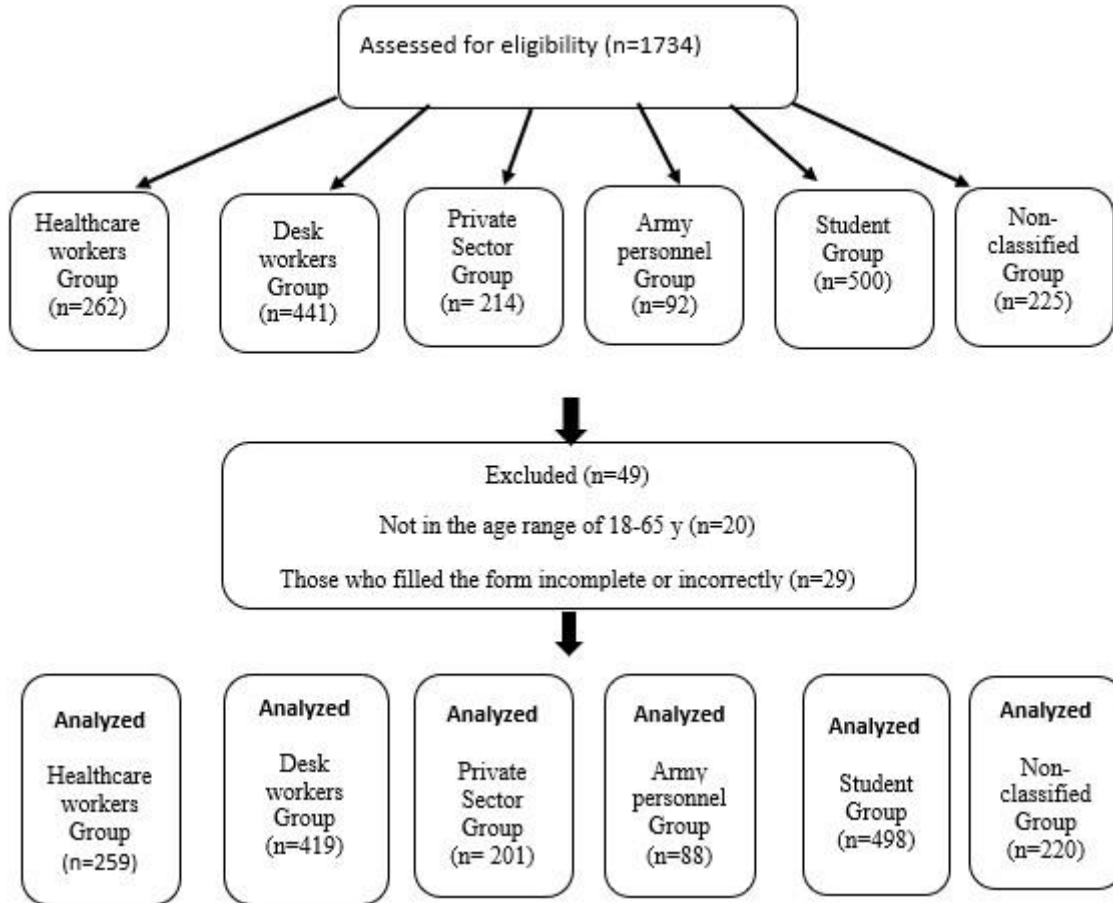 Assessed for eligibility (n=1734)
Healthcare
workers
Group
(n=262)
Desk
workers
Group
(n=441)
Private
Sector
Group
(n= 214)
Army
personnel
Group
(n=92)
Student
Group
(n=500)
Non-
classified
Group
(n=225)
Excluded (n=49)
Not in the age range of 18-65 y (n=20)
Those who filled the form incomplete or incorrectly (n=29)
Analyzed
Healthcare
workers
Group
(n=259)
Analyzed
Desk
workers
Group
(n=419)
Analyzed
Private
Sector
Group
(n= 201)
Analyzed
Army
personnel
Group
(n=88)
Analyzed
Student
Group
(n=498)
Analyzed
Non-
classified
Group
(n=220)